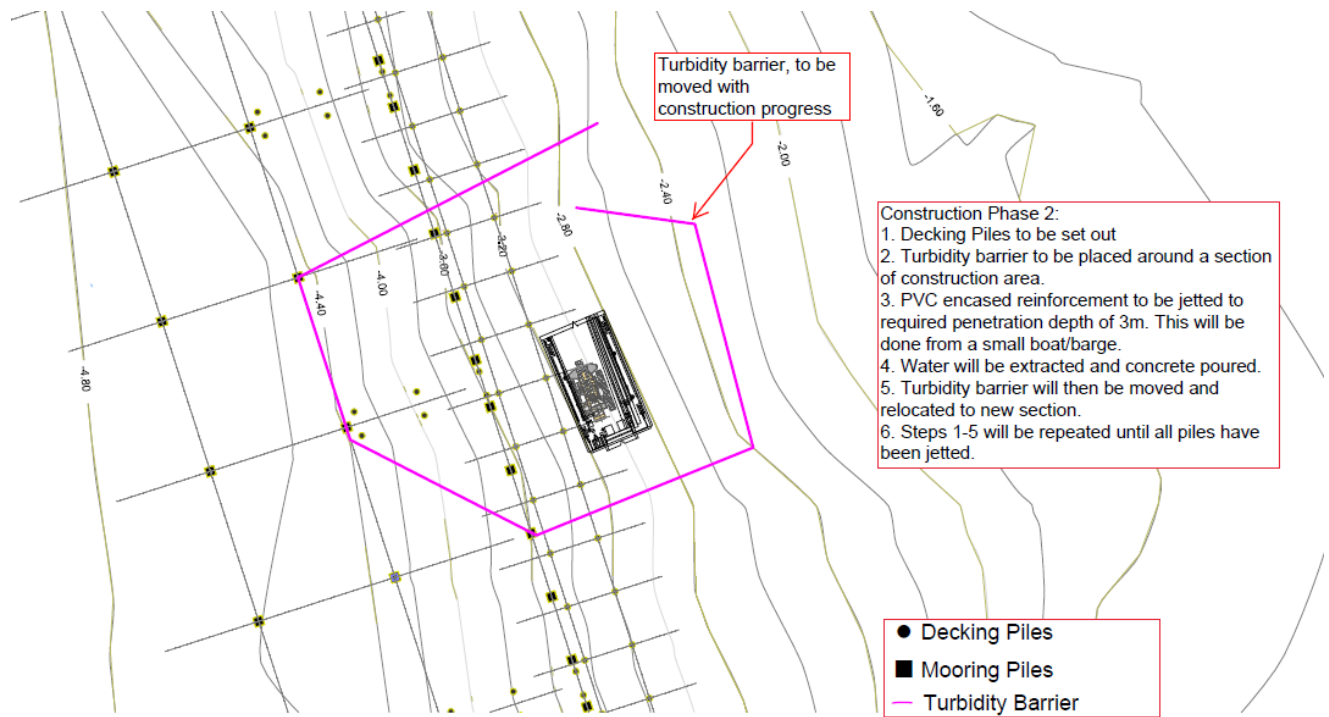 Turbidity barrier, to be
moved with
construction progress
-1.60
-2.00
-2.40
-2.80
-3.20
-3.60
-4.00
-4.40
-4.80
Construction Phase 2:
1. Decking Piles to be set out
2. Turbidity barrier to be placed around a section
of construction area.
3. PVC encased reinforcement to be jetted to
required penetration depth of 3m. This will be
done from a small boat/barge.
4. Water will be extracted and concrete poured.
5. Turbidity barrier will then be moved and
relocated to new section.
6. Steps 1-5 will be repeated until all piles have
been jetted.
Decking Piles
Mooring Piles
Turbidity Barrier